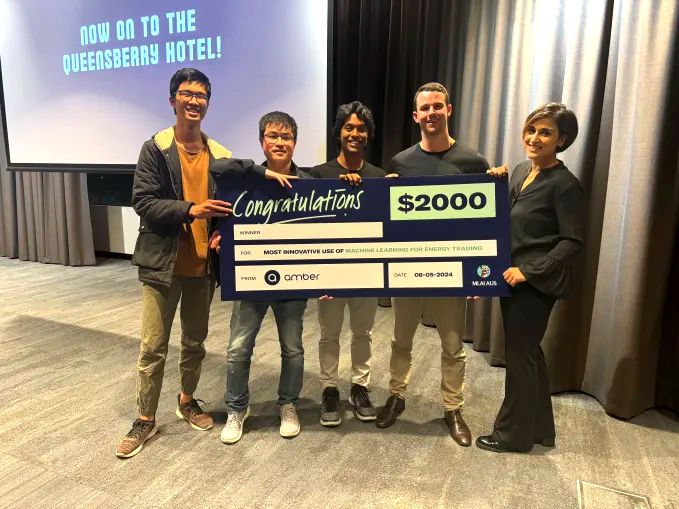 NOW ON TO THE
QUEENSBERRY HOTEL!
Congratulations
$2000
WINNER
FOR MOST INNOVATIVE USE OF MACHINE LEARNING FOR ENERGY TRADING
FROM a amber DATE 08-05-2024
MLAI AUS